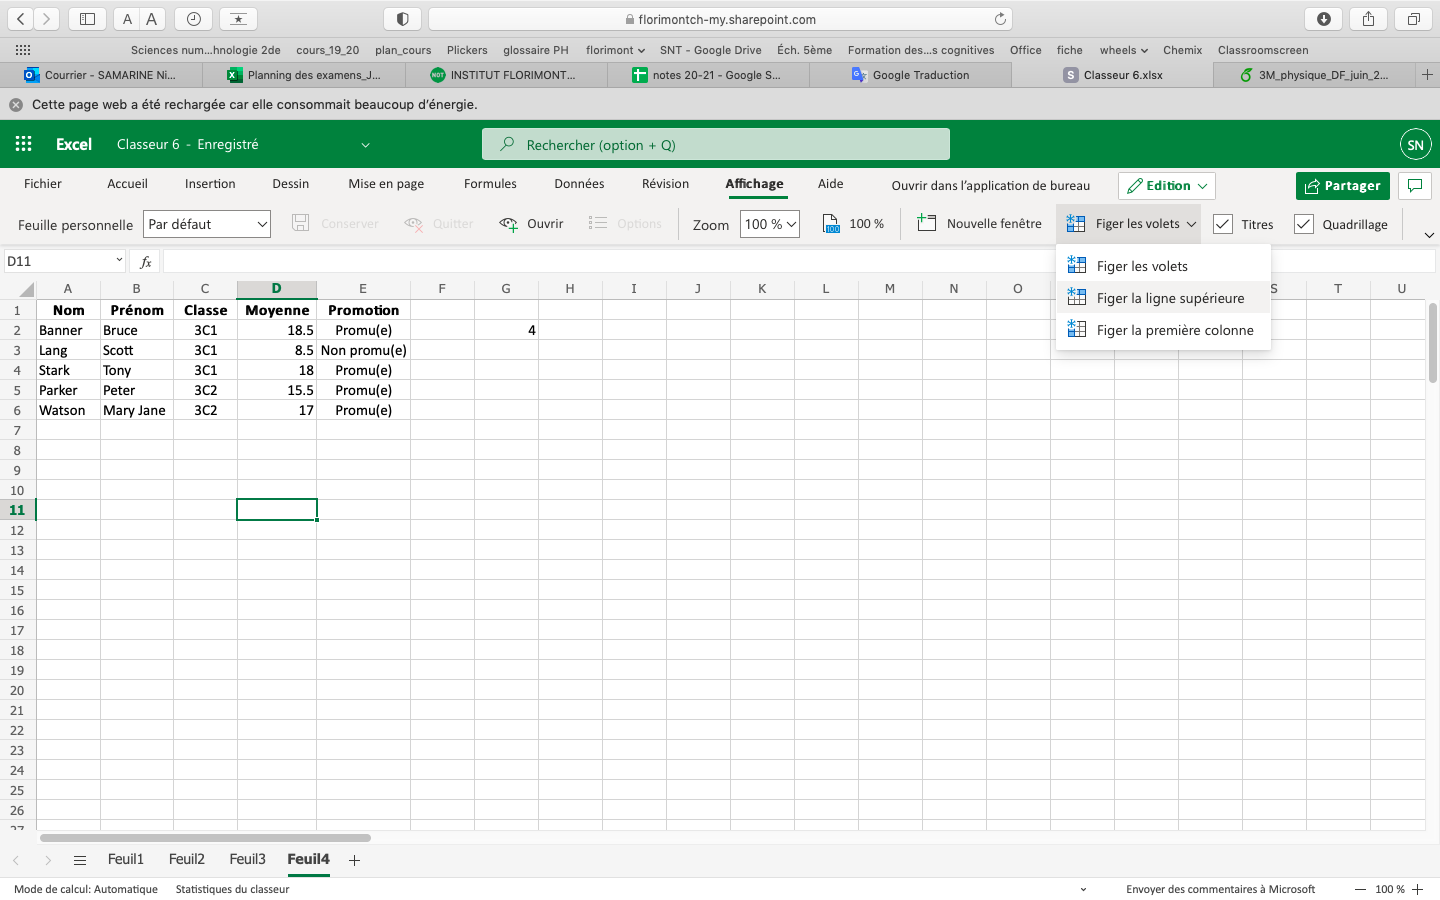 A A florimontch-my.sharepoint.com
Sciences num...hnologie 2de cours_19_20 plan_cours Plickers glossaire PH florimont SNT - Google Drive Éch. 5ème Formation des...s cognitives Office fiche wheels Chemix Classroomscreen
Courrier - SAMARINE Ni... Planning des examens_J... NOT INSTITUT FLORIMONT... notes 20-21 - Google S... Google Traduction S Classeur 6.xlsx 3M_physique_DF_juin_2...
Cette page web a été rechargée car elle consommait beaucoup d'énergie.
Excel Classeur 6 - Enregistré Rechercher (option + Q) SN
Fichier Accueil Insertion Dessin Mise en page Formules Données Révision Affichage Aide Ouvrir dans l'application de bureau Edition Partager
Feuille personnelle Par défaut Conserver Quitter Ouvrir Options Zoom 100 % 100 % Nouvelle fenêtre Figer les volets Titres Quadrillage
D11 fx
Figer les volets
Figer la ligne supérieure
Figer la première colonne
A B C D E F G H I J K L M N O S T U
1 Nom Prénom Classe Moyenne Promotion
2 Banner Bruce 3C1 18.5 Promu(e) 4
3 Lang Scott 3C1 8.5 Non promu(e)
4 Stark Tony 3C1 18 Promu(e)
5 Parker Peter 3C2 15.5 Promu(e)
6 Watson Mary Jane 3C2 17 Promu(e)
7
8
9
10
11
12
13
14
15
16
17
18
19
20
21
22
23
24
25
26
27
Feuil1 Feuil2 Feuil3 Feuil4
Mode de calcul: Automatique Statistiques du classeur Envoyer des commentaires à Microsoft 100 %